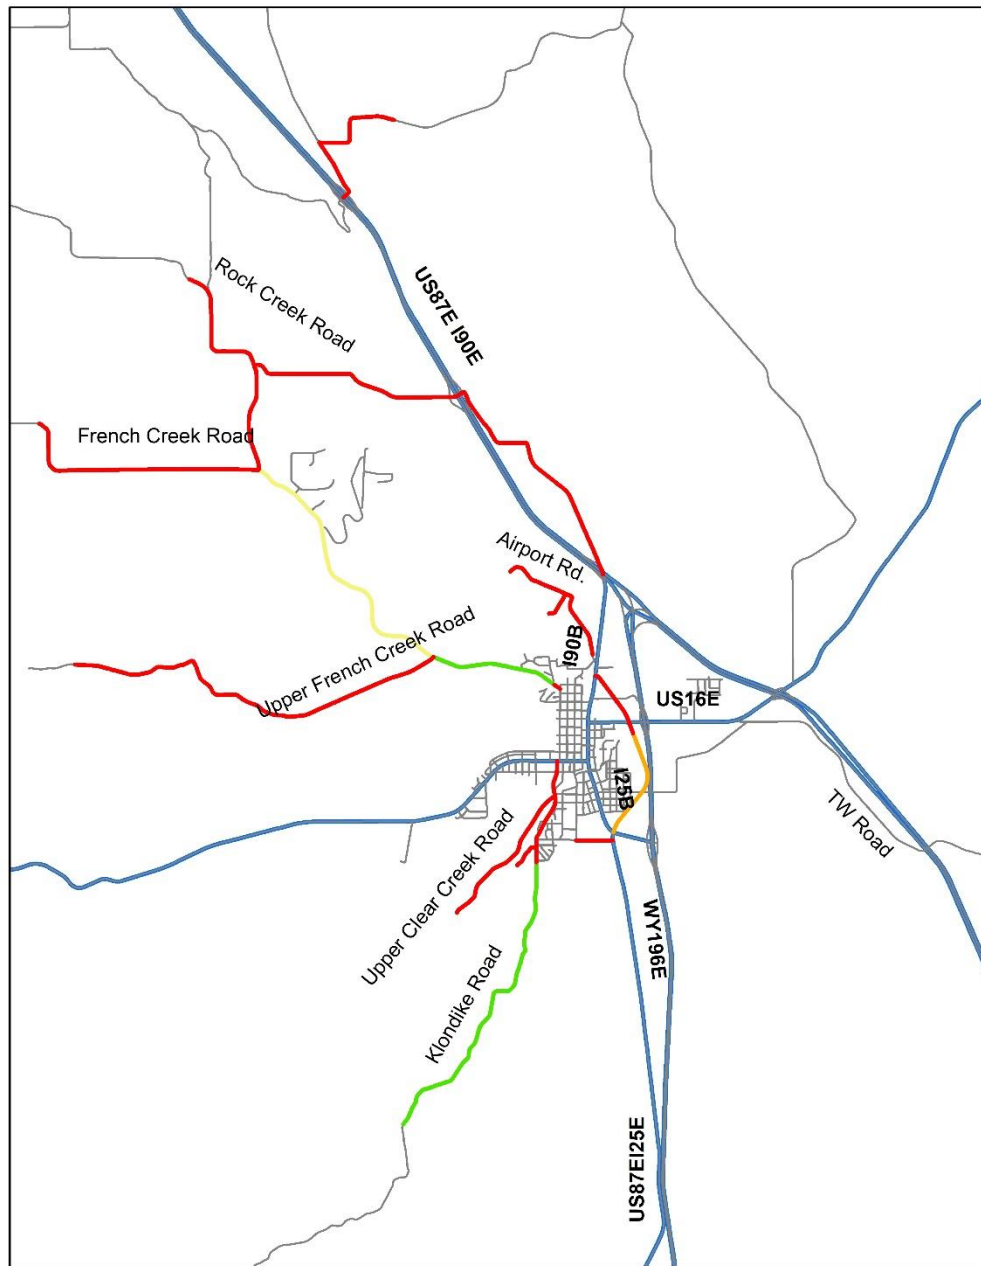 Rock Creek Road
US87E I90E
French Creek Road
Airport Rd.
Upper French Creek Road
I90B
US16E
I25B
TW Road
Upper Clear Creek Road
WY196E
Klondike Road
US87EI25E